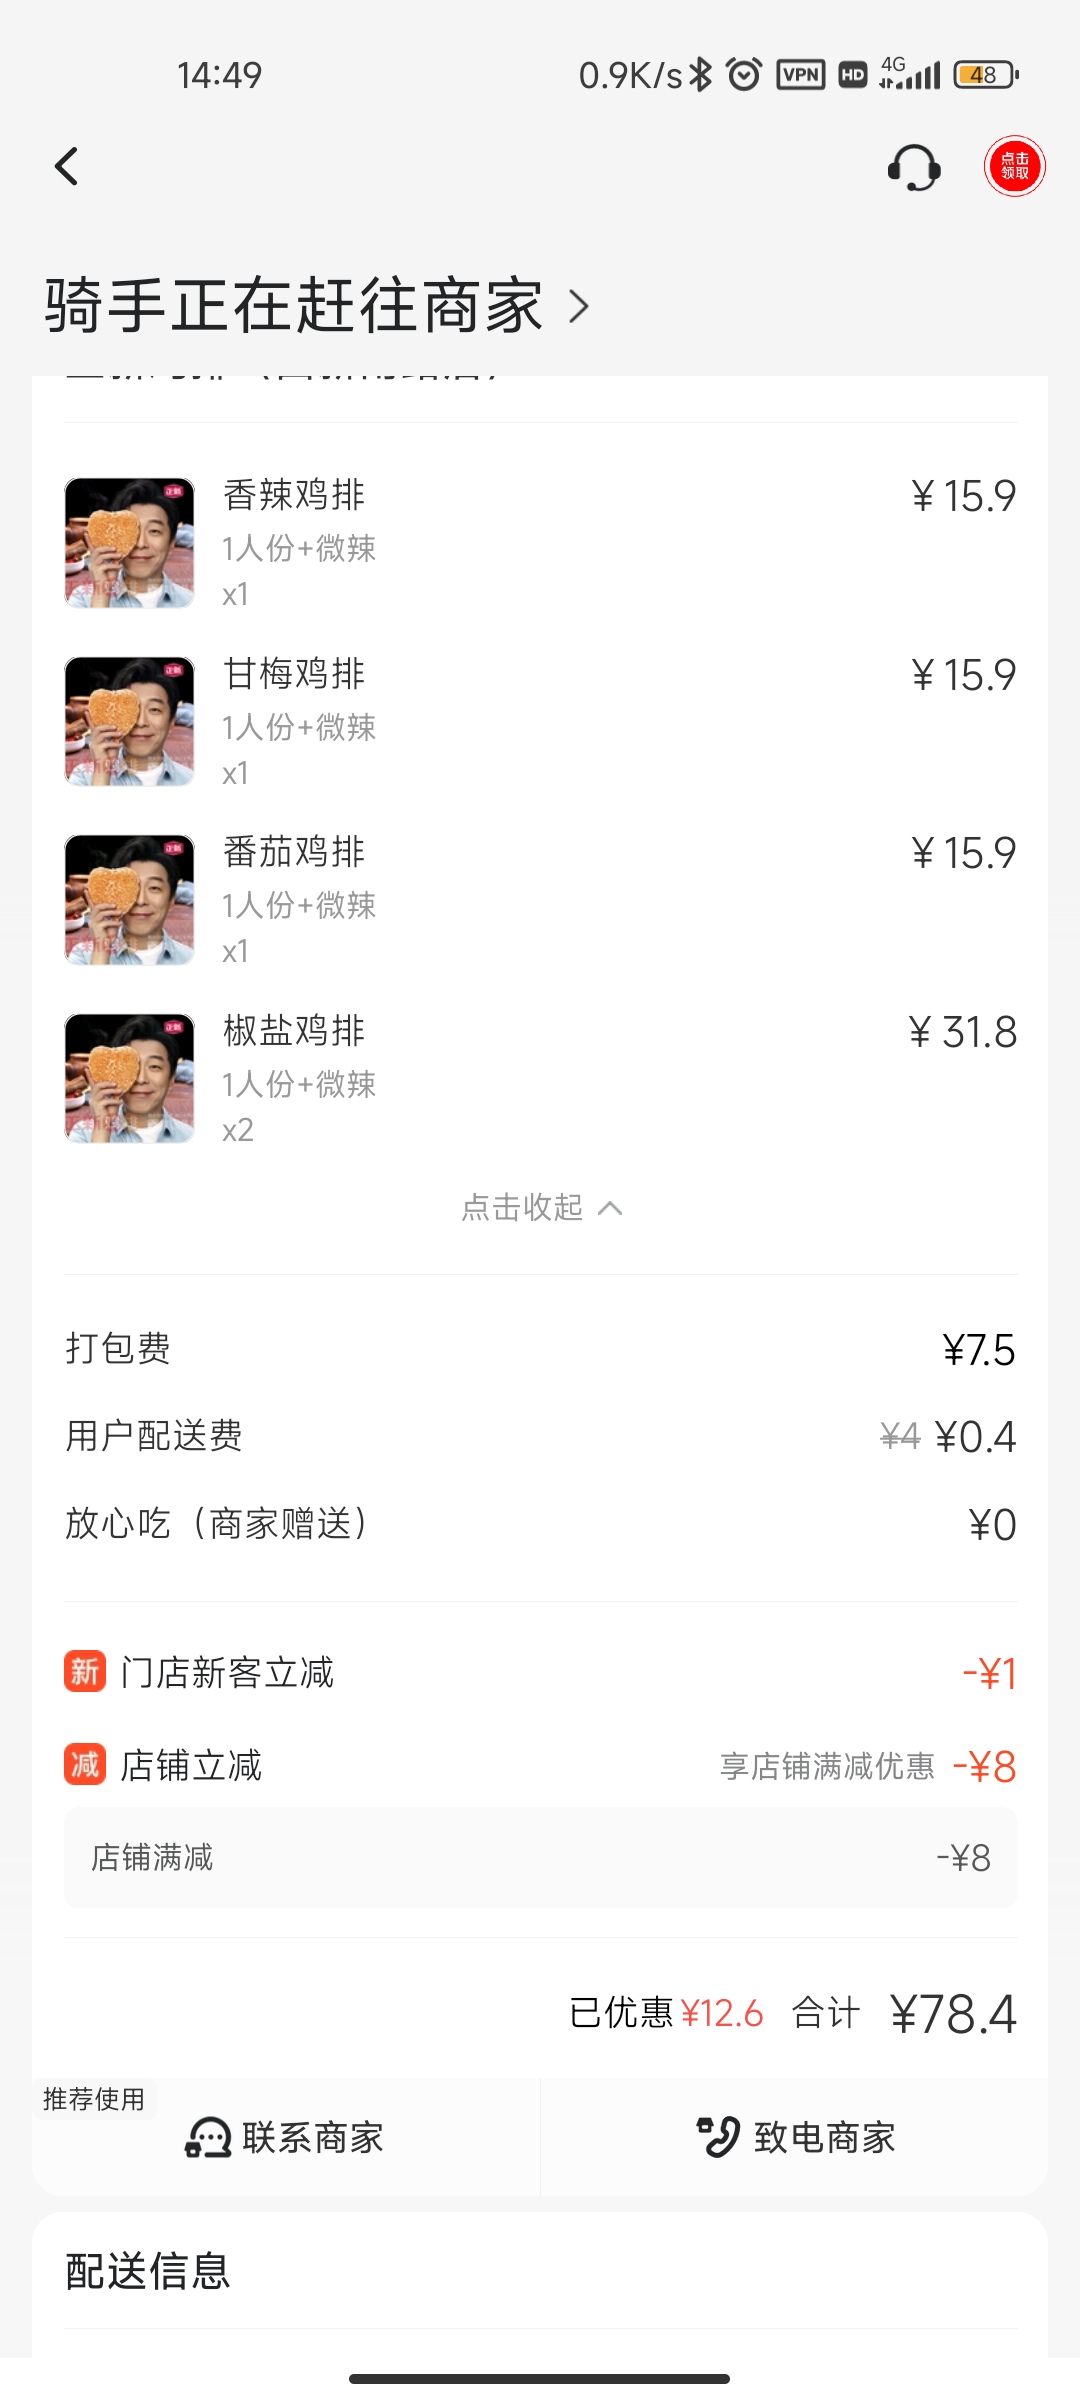 14:49
0.9K/s VPN HD 4G 48
点击
领取
骑手正在赶往商家
香辣鸡排 ¥15.9
1人份+微辣
x1
甘梅鸡排 ¥15.9
1人份+微辣
x1
番茄鸡排 ¥15.9
1人份+微辣
x1
椒盐鸡排 ¥31.8
1人份+微辣
x2
点击收起
打包费 ¥7.5
用户配送费 ¥4 ¥0.4
放心吃（商家赠送） ¥0
新 门店新客立减 -¥1
减 店铺立减 享店铺满减优惠 -¥8
店铺满减 -¥8
已优惠 ¥12.6 合计 ¥78.4
推荐使用
联系商家 致电商家
配送信息